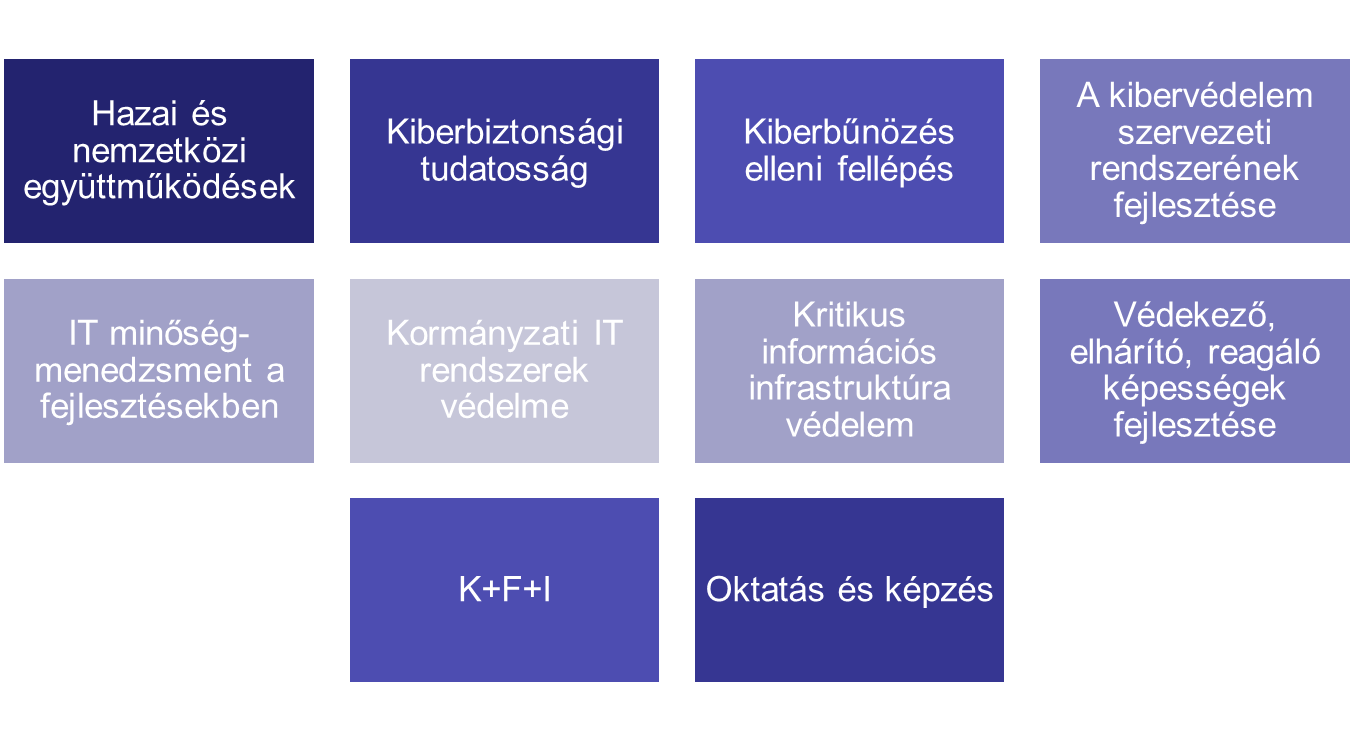 Hazai és
nemzetközi
együttműködések
Kiberbiztonsági
tudatosság
Kiberbűnözés
elleni fellépés
A kibervédelem
szervezeti
rendszerének
fejlesztése
IT minőség-
menedzsment a
fejlesztésekben
Kormányzati IT
rendszerek
védelme
Kritikus
információs
infrastruktúra
védelem
Védekező,
elhárító, reagáló
képességek
fejlesztése
K+F+I
Oktatás és képzés